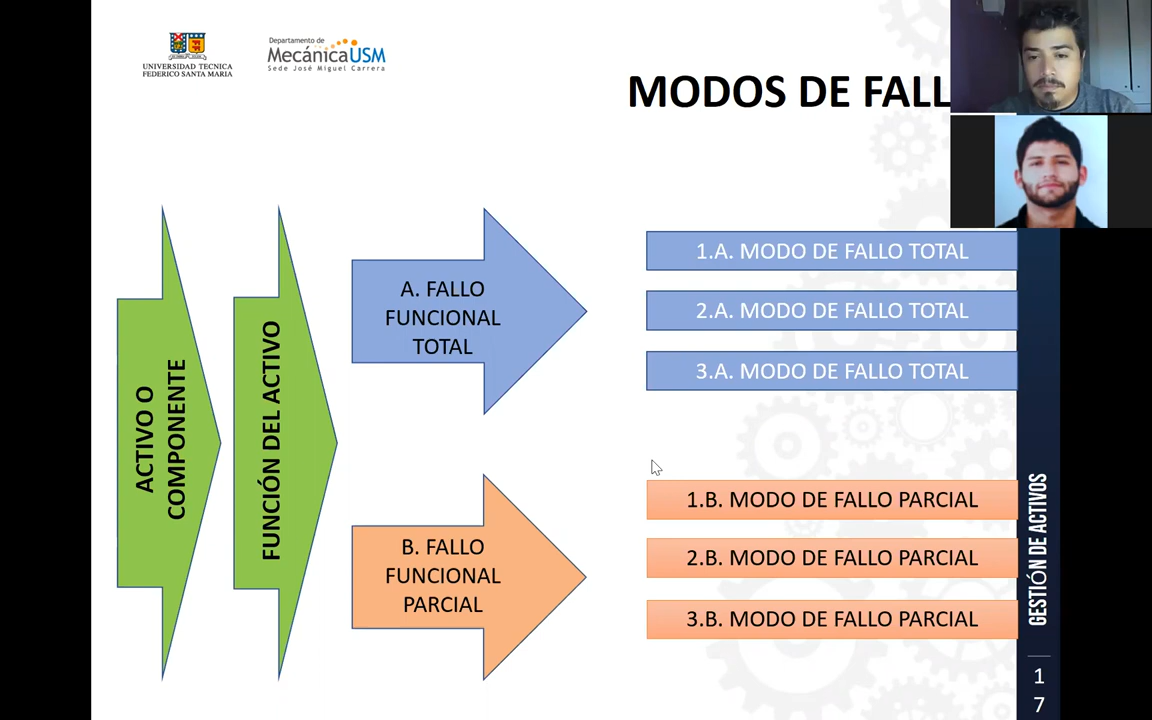 UNIVERSIDAD TECNICA
FEDERICO SANTA MARIA
Departamento de
MecánicaUSM
Sede José Miguel Carrera
MODOS DE FALL
ACTIVO O
COMPONENTE
FUNCIÓN DEL ACTIVO
A. FALLO
FUNCIONAL
TOTAL
1.A. MODO DE FALLO TOTAL
2.A. MODO DE FALLO TOTAL
3.A. MODO DE FALLO TOTAL
B. FALLO
FUNCIONAL
PARCIAL
1.B. MODO DE FALLO PARCIAL
2.B. MODO DE FALLO PARCIAL
3.B. MODO DE FALLO PARCIAL
GESTIÓN DE ACTIVOS
1
7